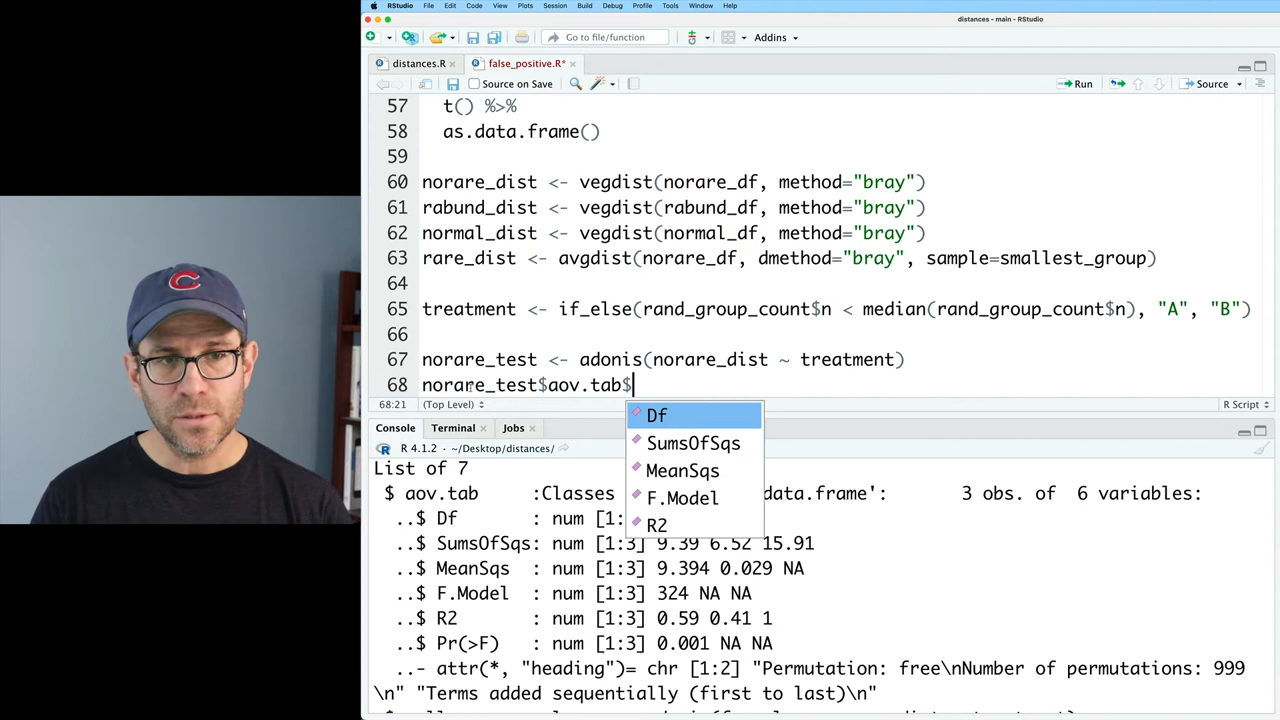 RStudio File Edit Code View Plots Session Build Debug Profile Tools Window Help
distances - main - RStudio
Go to file/function Addins
distances.R false_positive.R*
Source on Save Run Source
57 t() %>%
58 as.data.frame()
59
60 norare_dist <- vegdist(norare_df, method="bray")
61 rabund_dist <- vegdist(rabund_df, method="bray")
62 normal_dist <- vegdist(normal_df, method="bray")
63 rare_dist <- avgdist(norare_df, dmethod="bray", sample=smallest_group)
64
65 treatment <- if_else(rand_group_count$n < median(rand_group_count$n), "A", "B")
66
67 norare_test <- adonis(norare_dist ~ treatment)
68 norare_test$aov.tab$
68:21 (Top Level) R Script
Df
SumsOfSqs
MeanSqs
F.Model
R2
Console Terminal Jobs
R 4.1.2 · ~/Desktop/distances/
List of 7
$ aov.tab :Classes data.frame': 3 obs. of 6 variables:
..$ Df : num [1:
..$ SumsOfSqs: num [1:3] 9.39 6.52 15.91
..$ MeanSqs : num [1:3] 9.394 0.029 NA
..$ F.Model : num [1:3] 324 NA NA
..$ R2 : num [1:3] 0.59 0.41 1
..$ Pr(>F) : num [1:3] 0.001 NA NA
..- attr(*, "heading")= chr [1:2] "Permutation: free\nNumber of permutations: 999
\n" "Terms added sequentially (first to last)\n"